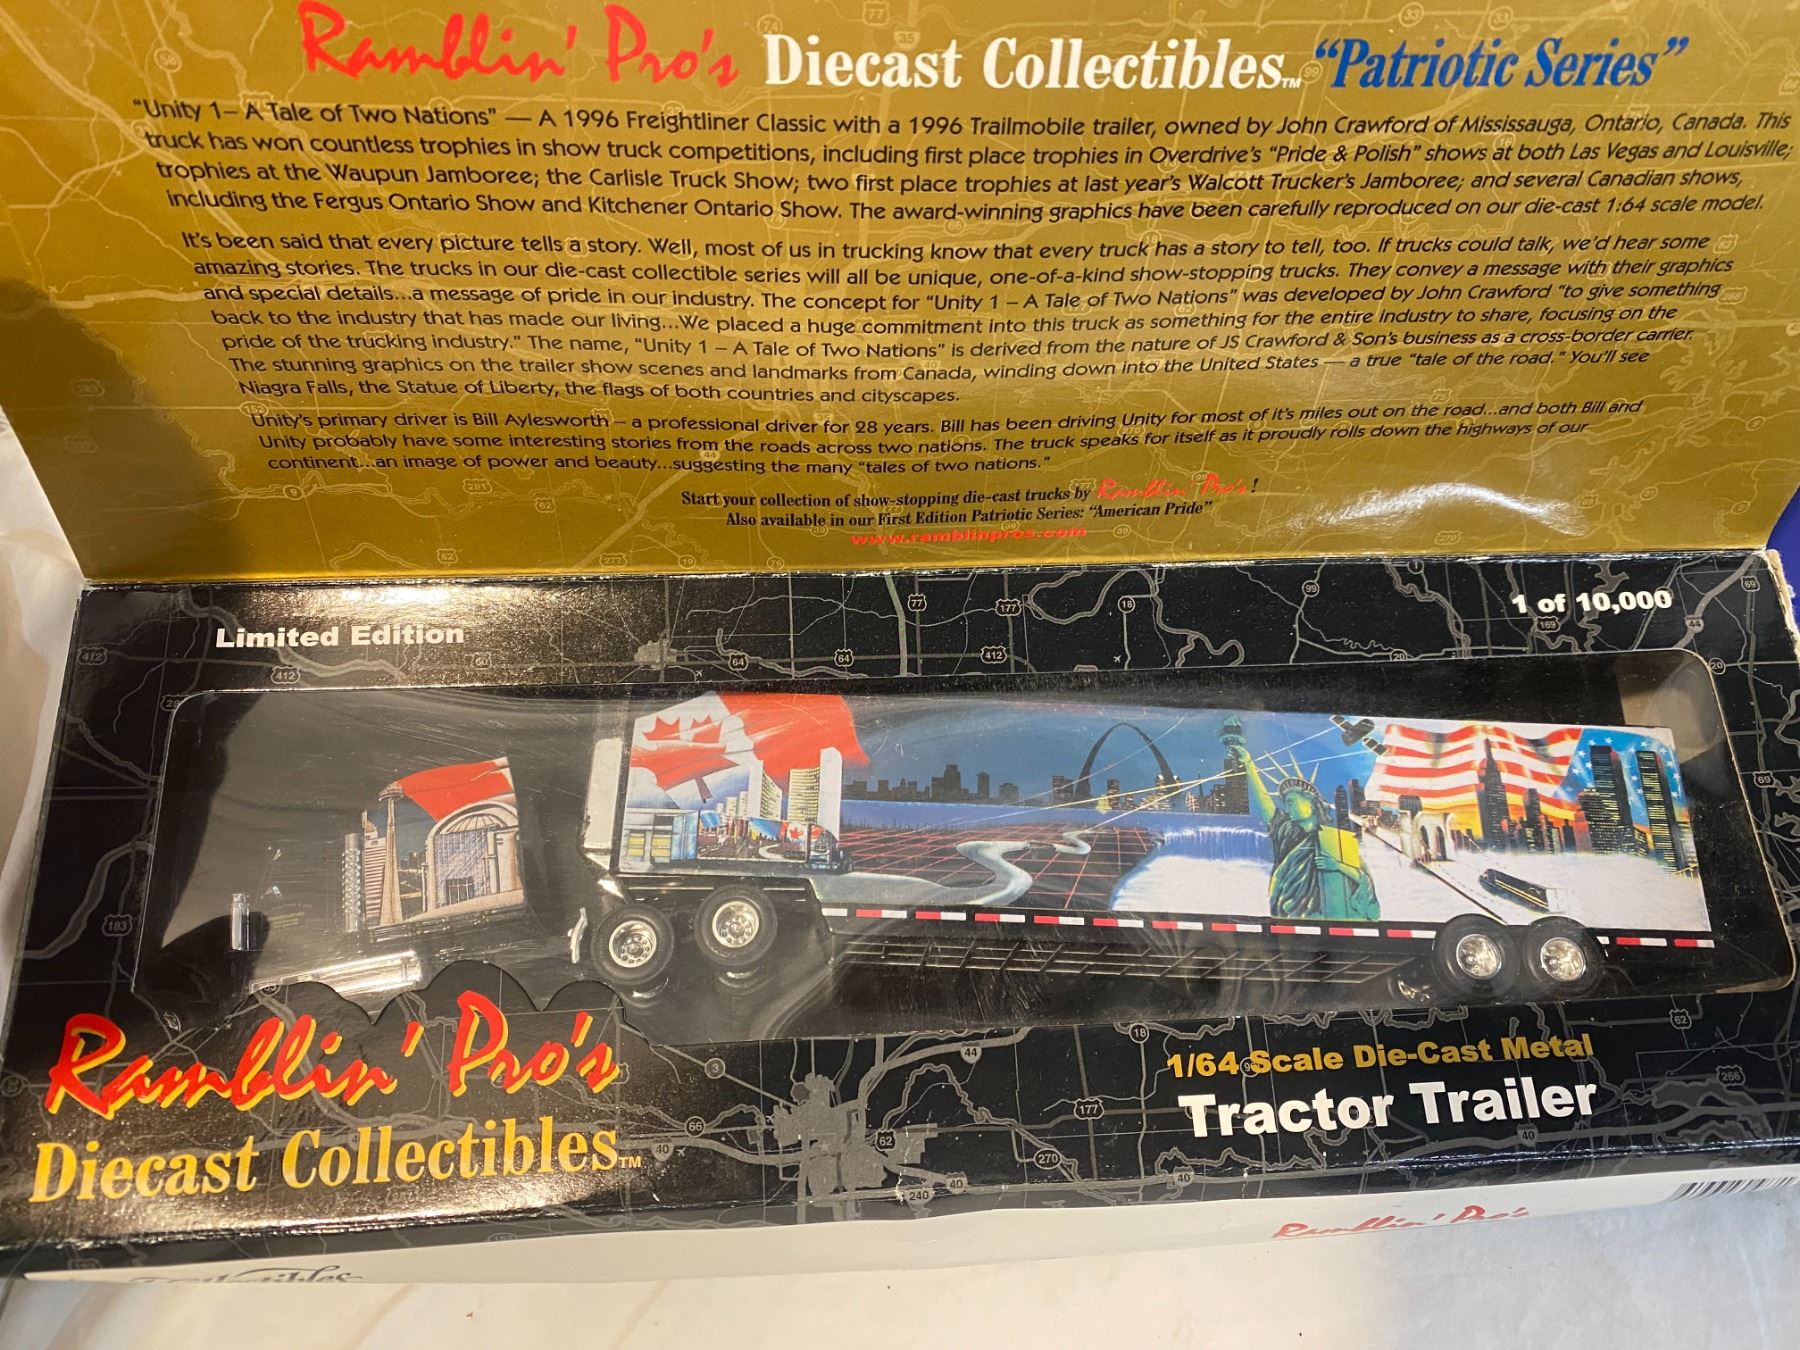 Ramblin' Pro's Diecast Collectibles™ "Patriotic Series"
"Unity 1– A Tale of Two Nations" — A 1996 Freightliner Classic with a 1996 Trailmobile trailer, owned by John Crawford of Mississauga, Ontario, Canada. This
truck has won countless trophies in show truck competitions, including first place trophies in Overdrive's "Pride & Polish" shows at both Las Vegas and Louisville;
trophies at the Waupun Jamboree; the Carlisle Truck Show; two first place trophies at last year's Walcott Trucker's Jamboree; and several Canadian shows,
including the Fergus Ontario Show and Kitchener Ontario Show. The award-winning graphics have been carefully reproduced on our die-cast 1:64 scale model.
It's been said that every picture tells a story. Well, most of us in trucking know that every truck has a story to tell, too. If trucks could talk, we'd hear some
amazing stories. The trucks in our die-cast collectible series will all be unique, one-of-a-kind show-stopping trucks. They convey a message with their graphics
and special details...a message of pride in our industry. The concept for "Unity 1 – A Tale of Two Nations" was developed by John Crawford "to give something
back to the industry that has made our living...We placed a huge commitment into this truck as something for the entire industry to share, focusing on the
pride of the trucking industry." The name, "Unity 1 – A Tale of Two Nations" is derived from the nature of JS Crawford & Son's business as a cross-border carrier.
The stunning graphics on the trailer show scenes and landmarks from Canada, winding down into the United States — a true "tale of the road." You'll see
Niagra Falls, the Statue of Liberty, the flags of both countries and cityscapes.
Unity's primary driver is Bill Aylesworth – a professional driver for 28 years. Bill has been driving Unity for most of it's miles out on the road...and both Bill and
Unity probably have some interesting stories from the roads across two nations. The truck speaks for itself as it proudly rolls down the highways of our
continent...an image of power and beauty...suggesting the many "tales of two nations."
Start your collection of show-stopping die-cast trucks by Ramblin' Pro's!
Also available in our First Edition Patriotic Series: "American Pride"
www.ramblinpros.com
Limited Edition
1 of 10,000
Ramblin' Pro's
Diecast Collectibles™
1/64 Scale Die-Cast Metal
Tractor Trailer
Ramblin' Pro's